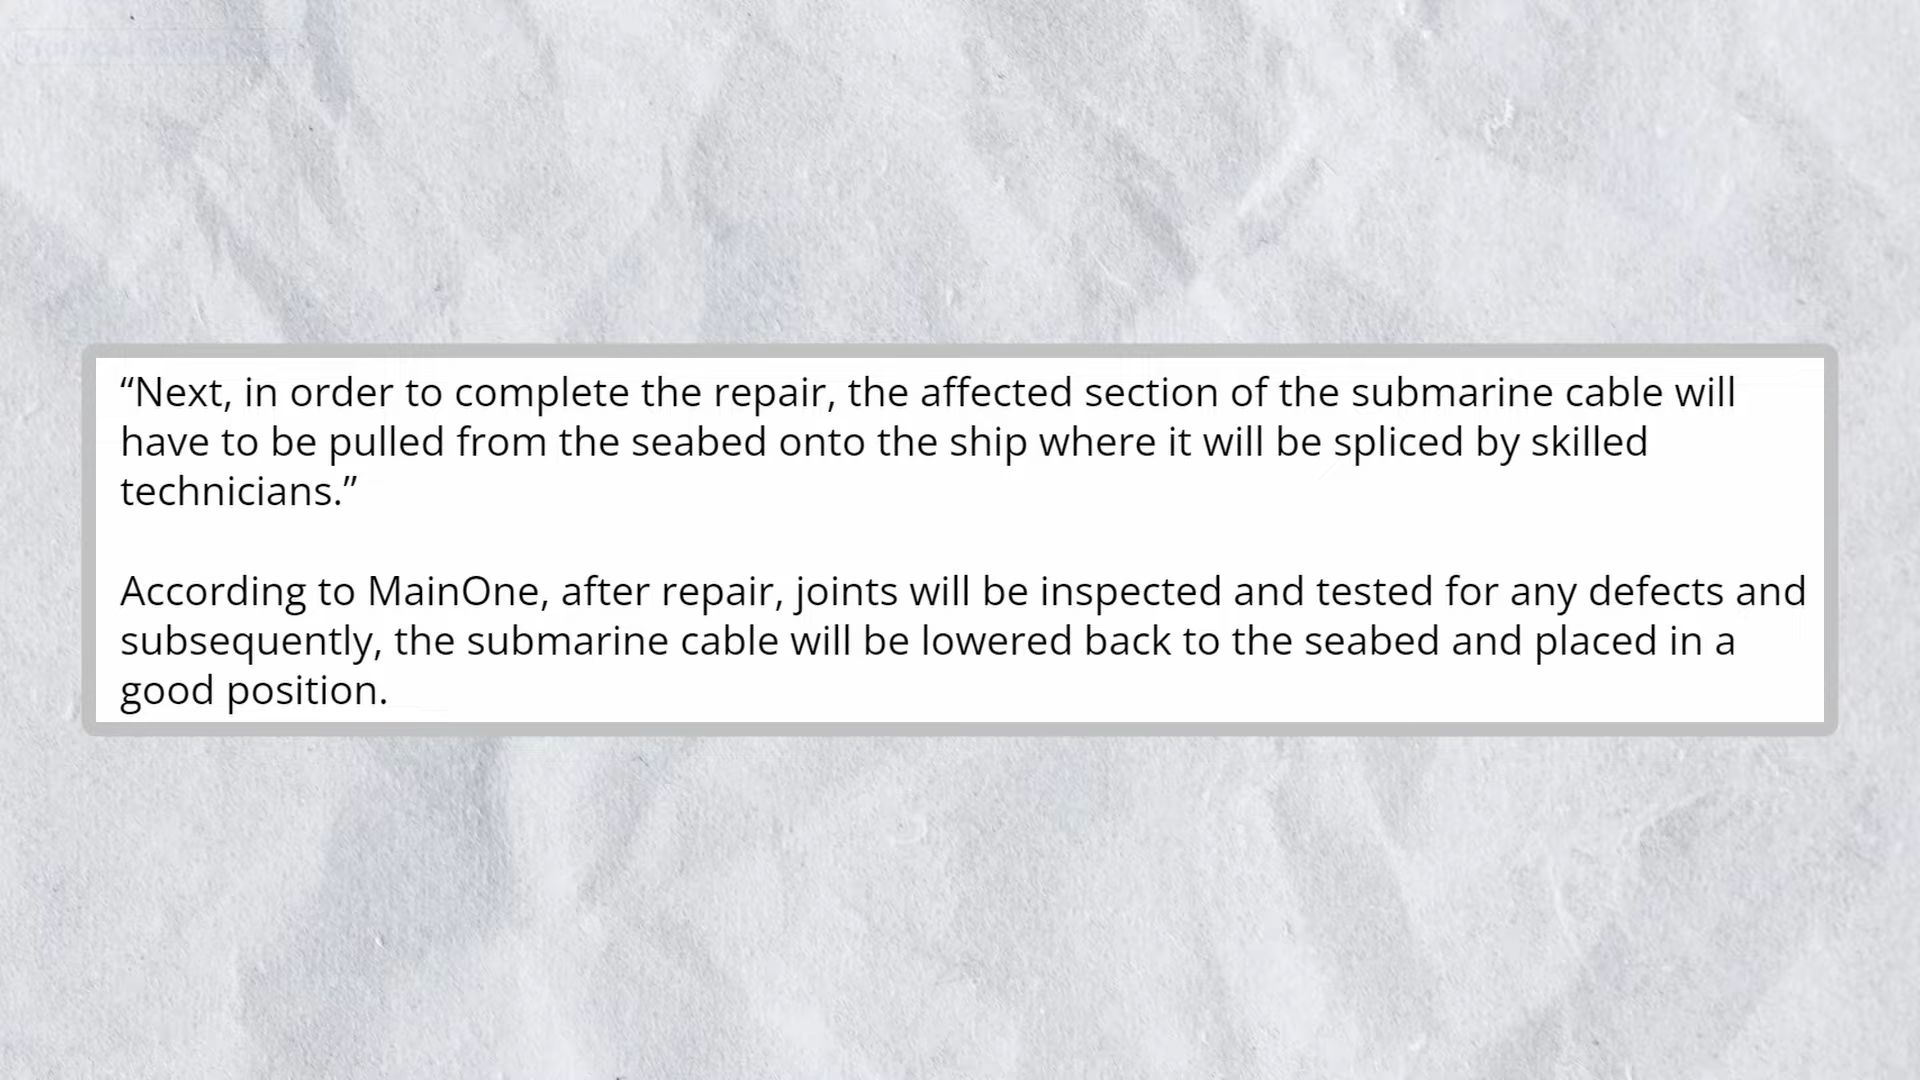 “Next, in order to complete the repair, the affected section of the submarine cable will
have to be pulled from the seabed onto the ship where it will be spliced by skilled
technicians.”
According to MainOne, after repair, joints will be inspected and tested for any defects and
subsequently, the submarine cable will be lowered back to the seabed and placed in a
good position.